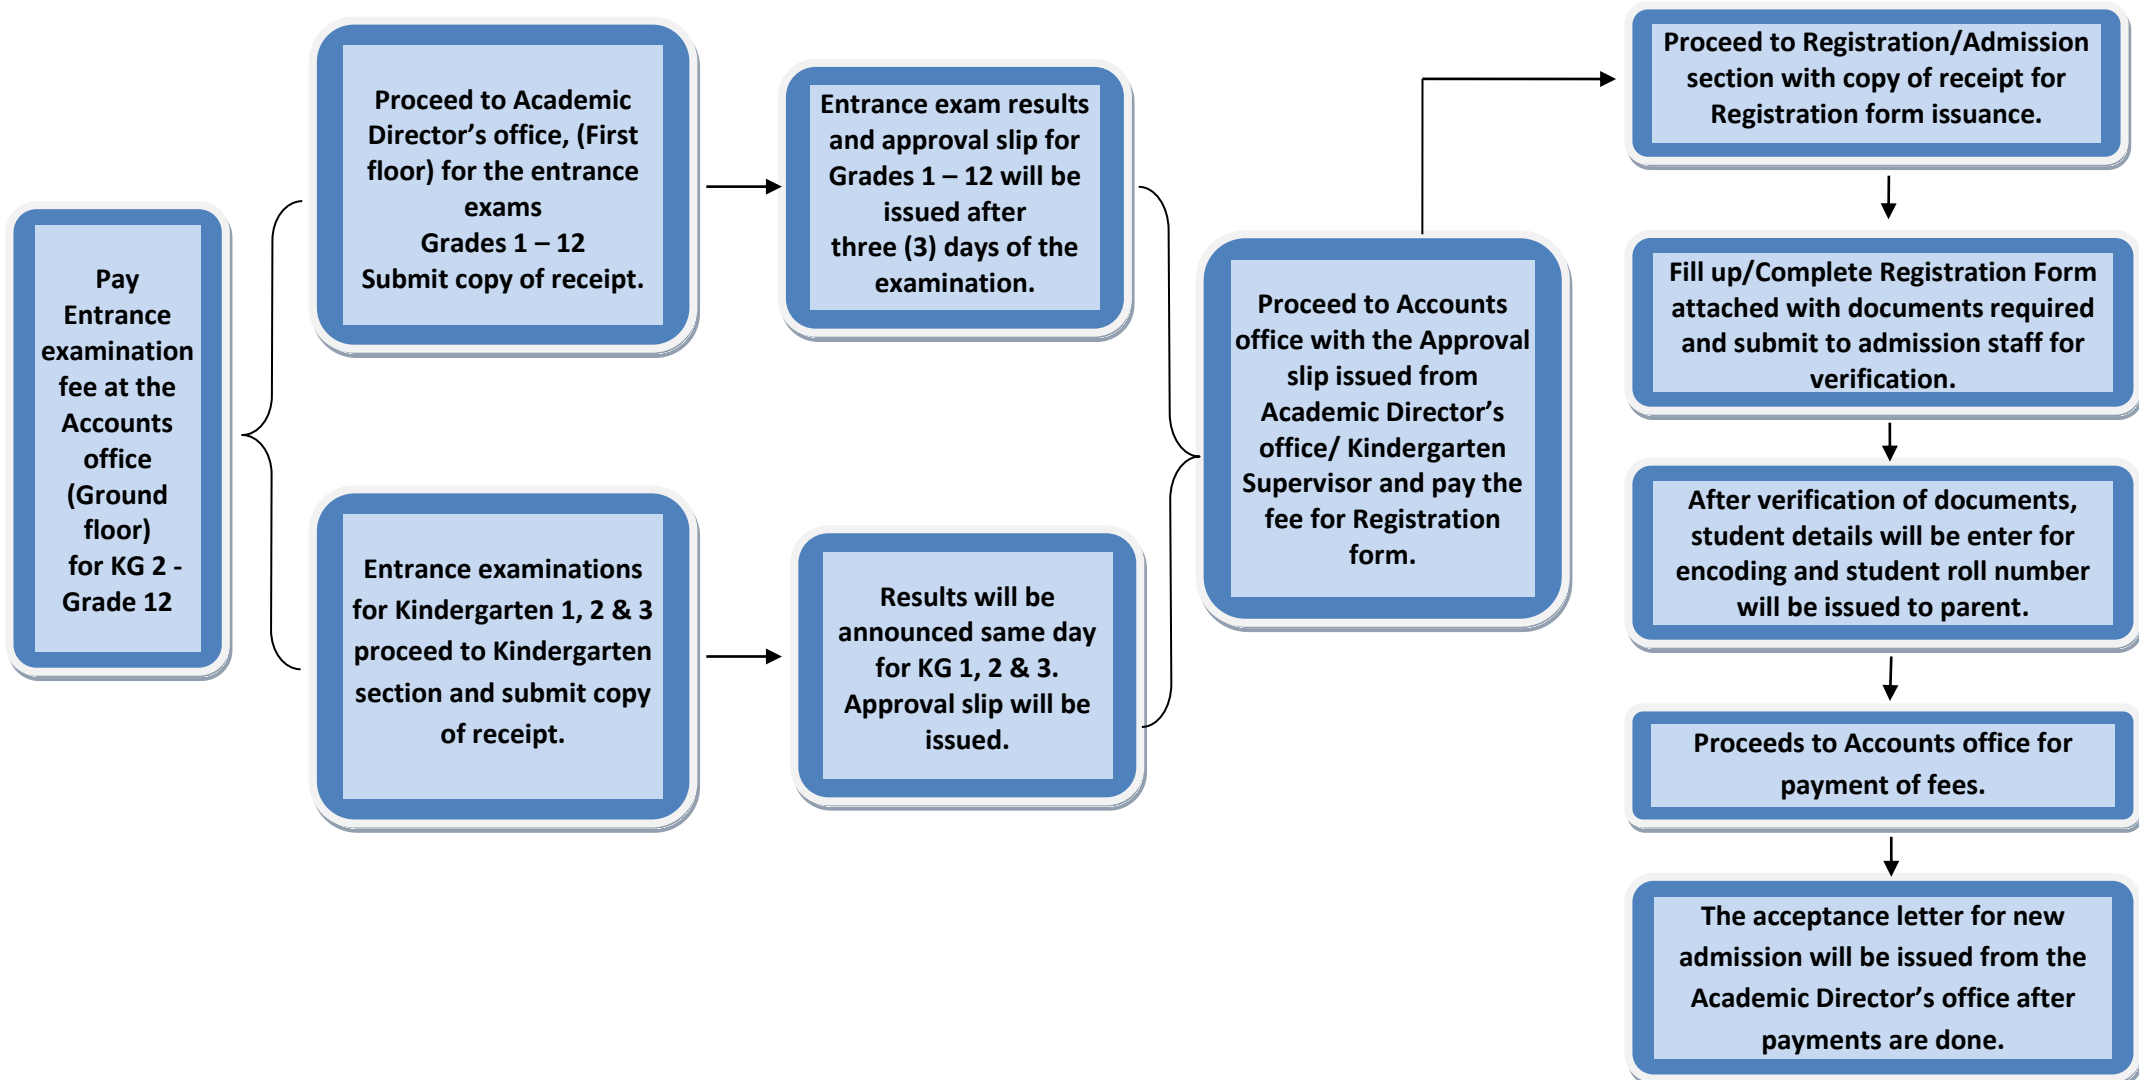 Pay
Entrance
examination
fee at the
Accounts
office
(Ground
floor)
for KG 2 -
Grade 12
Proceed to Academic
Director’s office, (First
floor) for the entrance
exams
Grades 1 – 12
Submit copy of receipt.
Entrance exam results
and approval slip for
Grades 1 – 12 will be
issued after
three (3) days of the
examination.
Entrance examinations
for Kindergarten 1, 2 & 3
proceed to Kindergarten
section and submit copy
of receipt.
Results will be
announced same day
for KG 1, 2 & 3.
Approval slip will be
issued.
Proceed to Accounts
office with the Approval
slip issued from
Academic Director’s
office/ Kindergarten
Supervisor and pay the
fee for Registration
form.
Proceed to Registration/Admission
section with copy of receipt for
Registration form issuance.
Fill up/Complete Registration Form
attached with documents required
and submit to admission staff for
verification.
After verification of documents,
student details will be enter for
encoding and student roll number
will be issued to parent.
Proceeds to Accounts office for
payment of fees.
The acceptance letter for new
admission will be issued from the
Academic Director’s office after
payments are done.